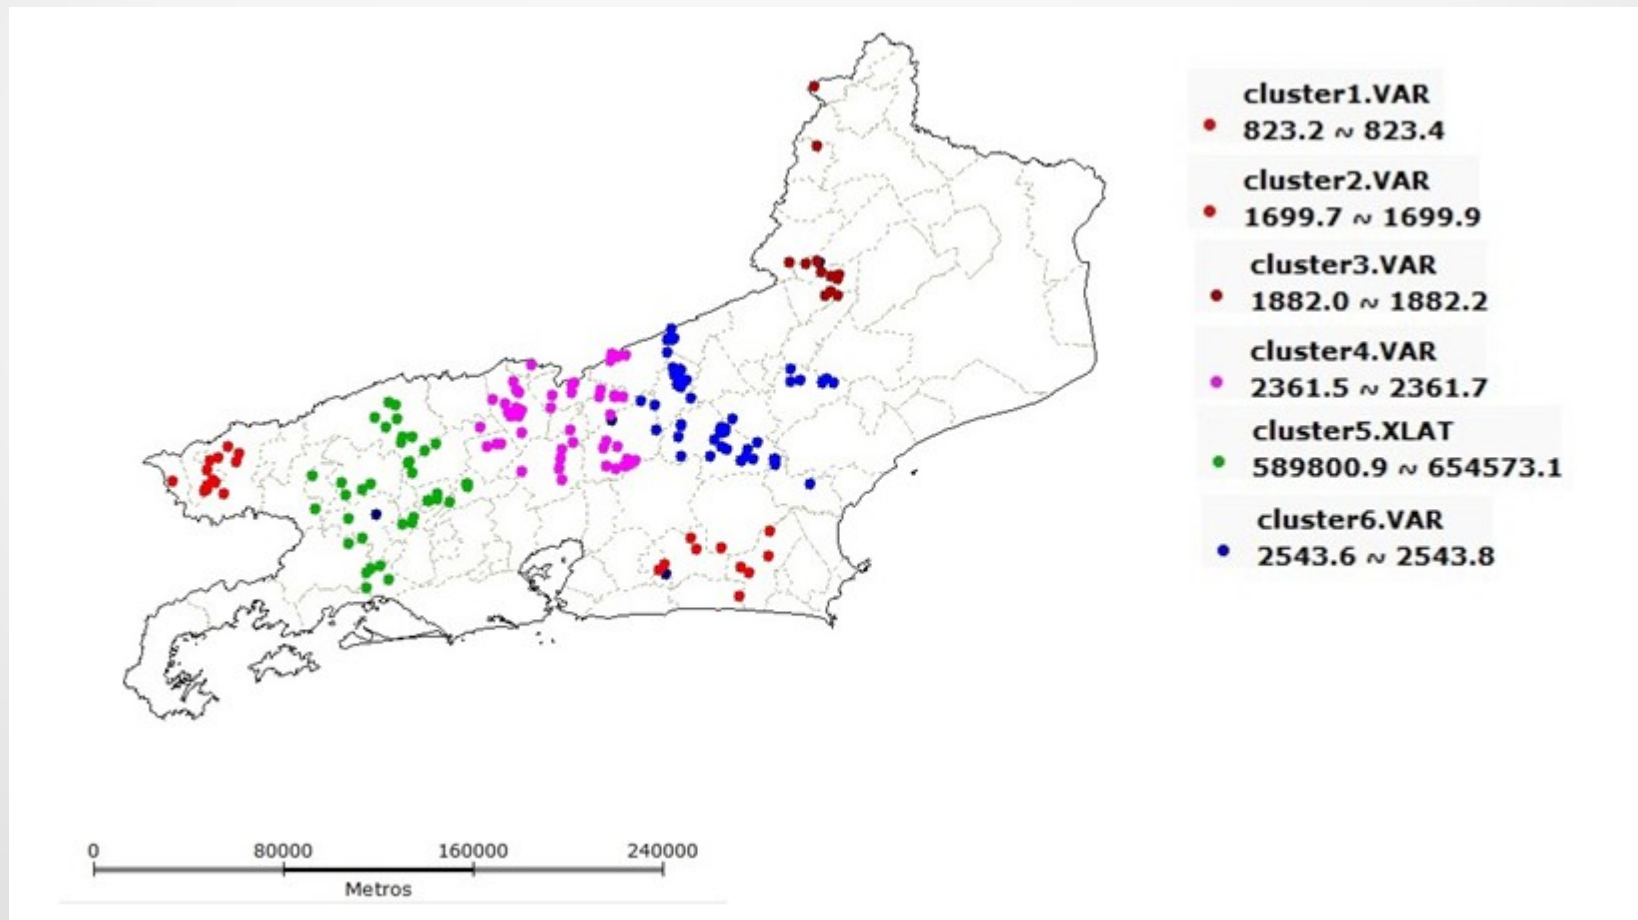 cluster1.VAR
823.2 ~ 823.4
cluster2.VAR
1699.7 ~ 1699.9
cluster3.VAR
1882.0 ~ 1882.2
cluster4.VAR
2361.5 ~ 2361.7
cluster5.XLAT
589800.9 ~ 654573.1
cluster6.VAR
2543.6 ~ 2543.8
0 80000 160000 240000
Metros